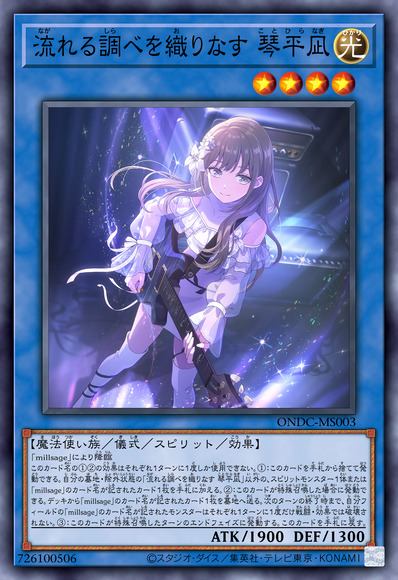 流れる調べを織りなす 琴平凪 光
ONDC-MS003
【魔法使い族／儀式／スピリット／効果】
「millsage」により降臨
このカード名の①②の効果はそれぞれ1ターンに1度しか使用できない。①：このカードを手札から捨てて発
動できる。自分の墓地・除外状態の「流れる調べを織りなす 琴平凪」以外の、スピリットモンスター1体または
「millsage」のカード名が記されたカード1枚を手札に加える。②：このカードが特殊召喚した場合に発動
できる。デッキから「millsage」のカード名が記されたカード1枚を墓地へ送る。次のターンの終了時まで、自分フィ
ールドの「millsage」のカード名が記されたモンスターはそれぞれ1ターンに1度だけ戦闘・効果では破壊さ
れない。③：このカードが特殊召喚したターンのエンドフェイズに発動する。このカードを手札に戻す。
ATK/1900 DEF/1300
726100506 ©スタジオ・ダイス／集英社・テレビ東京・KONAMI